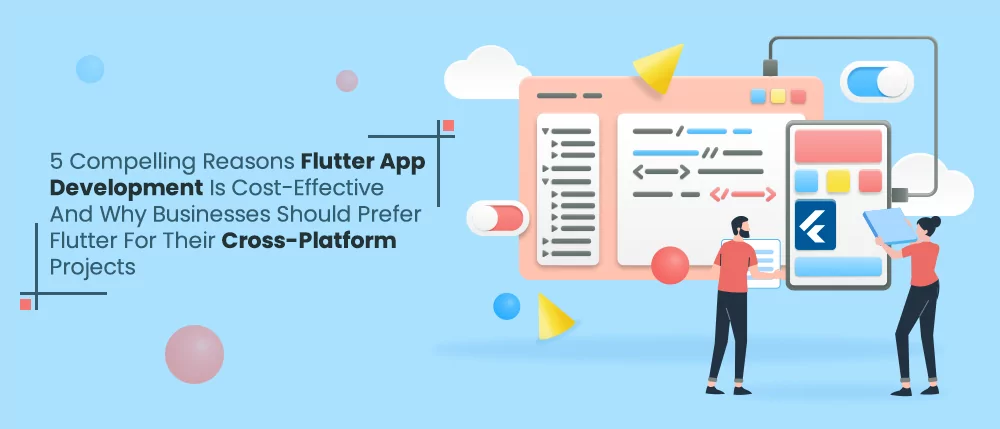 5 Compelling Reasons Flutter App
Development Is Cost-Effective
And Why Businesses Should Prefer
Flutter For Their Cross-Platform
Projects